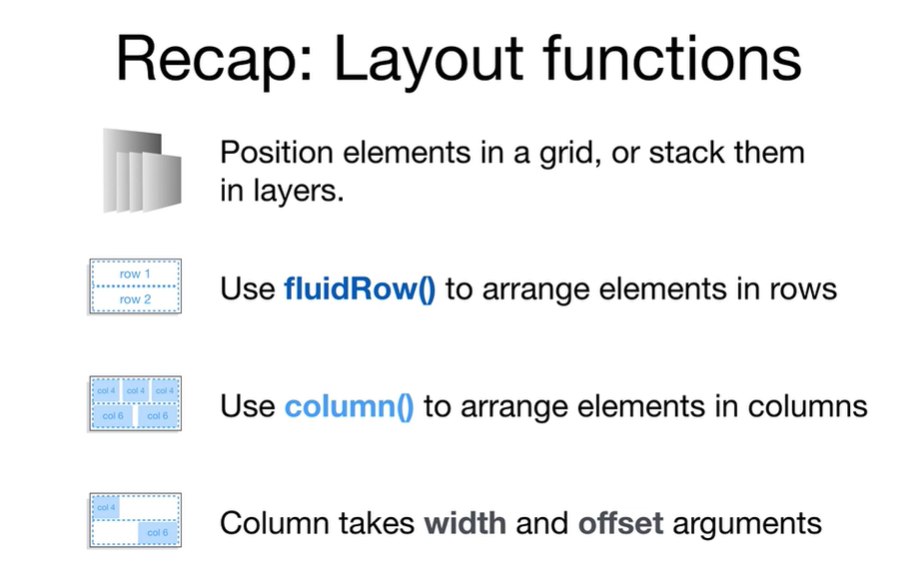 Recap: Layout functions
Position elements in a grid, or stack them
in layers.
row 1
row 2
Use fluidRow() to arrange elements in rows
col 4 col 4 col 4
col 6 col 6
Use column() to arrange elements in columns
col 4
col 6
Column takes width and offset arguments